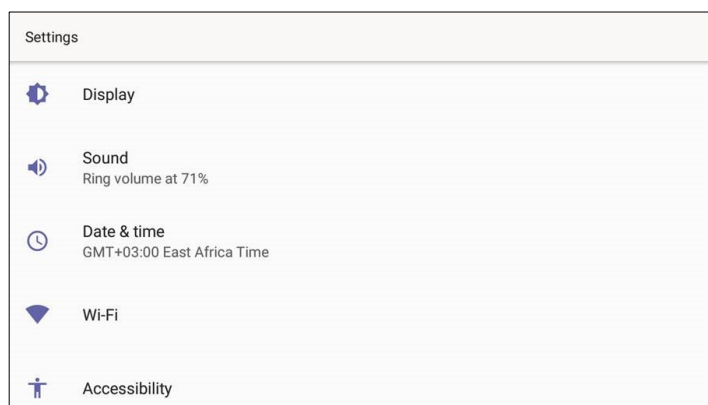 Settings
Display
Sound
Ring volume at 71%
Date & time
GMT+03:00 East Africa Time
Wi-Fi
Accessibility